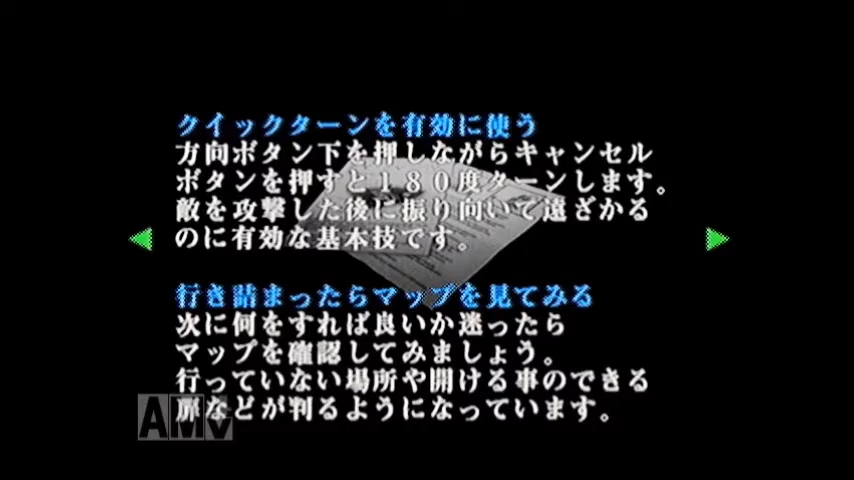 クイックターンを有効に使う
方向ボタン下を押しながらキャンセル
ボタンを押すと１８０度ターンします。
敵を攻撃した後に振り向いて遠ざかる
のに有効な基本技です。
行き詰まったらマップを見てみる
次に何をすれば良いか迷ったら
マップを確認してみましょう。
行っていない場所や開ける事のできる
扉などが判るようになっています。
AMv